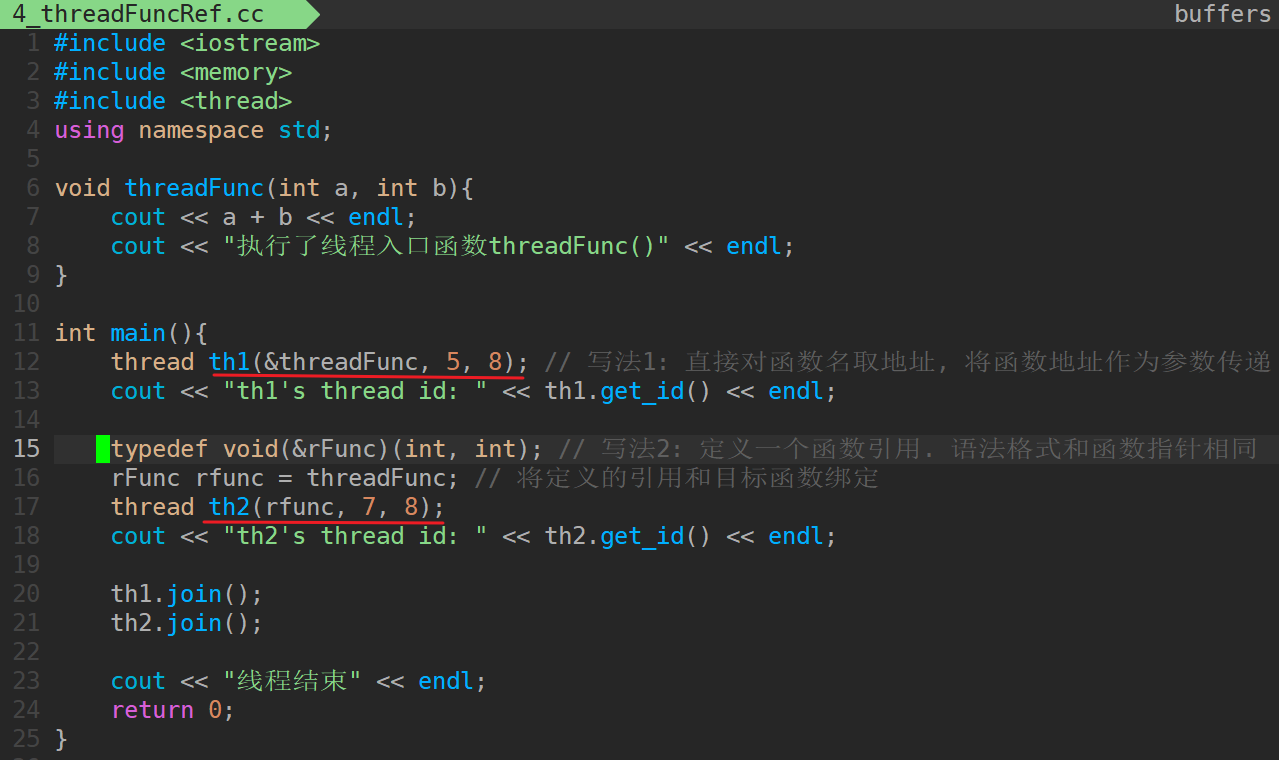 4_threadFuncRef.cc
buffers
1 #include <iostream>
2 #include <memory>
3 #include <thread>
4 using namespace std;
5
6 void threadFunc(int a, int b){
7     cout << a + b << endl;
8     cout << "执行了线程入口函数threadFunc()" << endl;
9 }
10
11 int main(){
12     thread th1(&threadFunc, 5, 8); // 写法1: 直接对函数名取地址, 将函数地址作为参数传递
13     cout << "th1's thread id: " << th1.get_id() << endl;
14
15     typedef void(&rFunc)(int, int); // 写法2: 定义一个函数引用. 语法格式和函数指针相同
16     rFunc rfunc = threadFunc; // 将定义的引用和目标函数绑定
17     thread th2(rfunc, 7, 8);
18     cout << "th2's thread id: " << th2.get_id() << endl;
19
20     th1.join();
21     th2.join();
22
23     cout << "线程结束" << endl;
24     return 0;
25 }